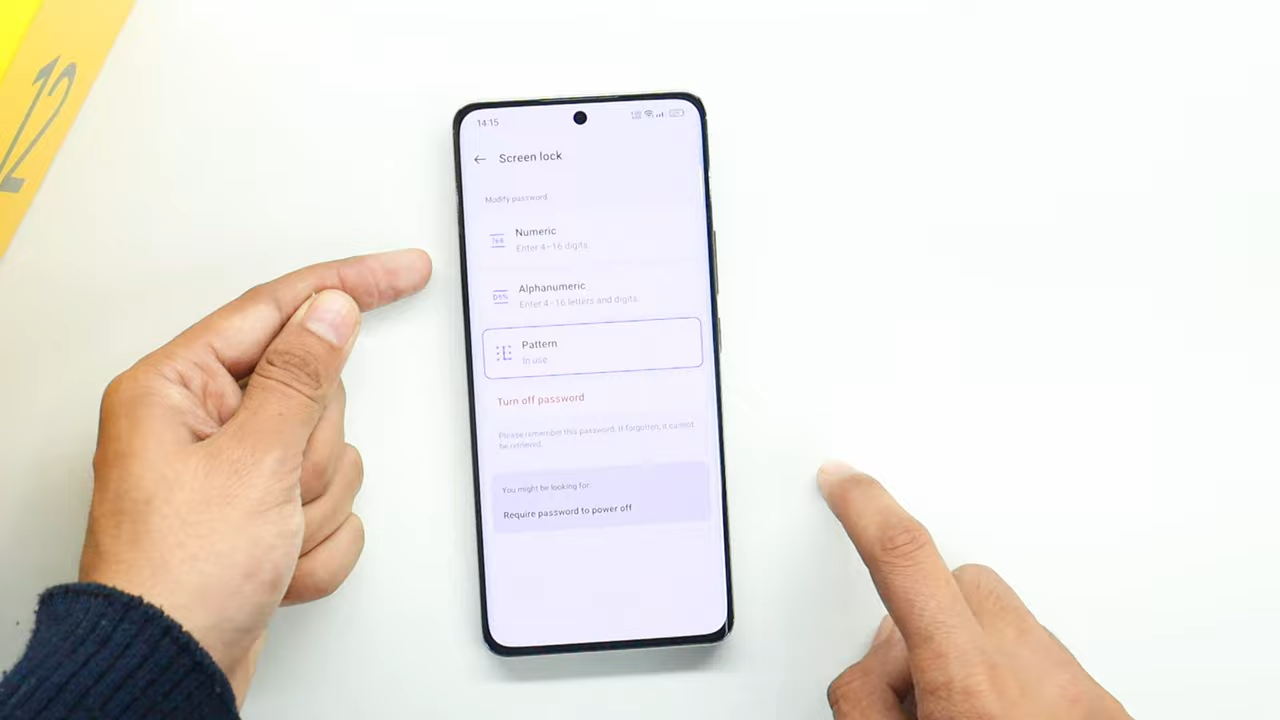 12
14:15
Screen lock
Modify password
Numeric
Enter 4–16 digits.
Alphanumeric
Enter 4–16 letters and digits.
Pattern
In use
Turn off password
Please remember this password. If forgotten, it cannot
be retrieved.
You might be looking for:
Require password to power off